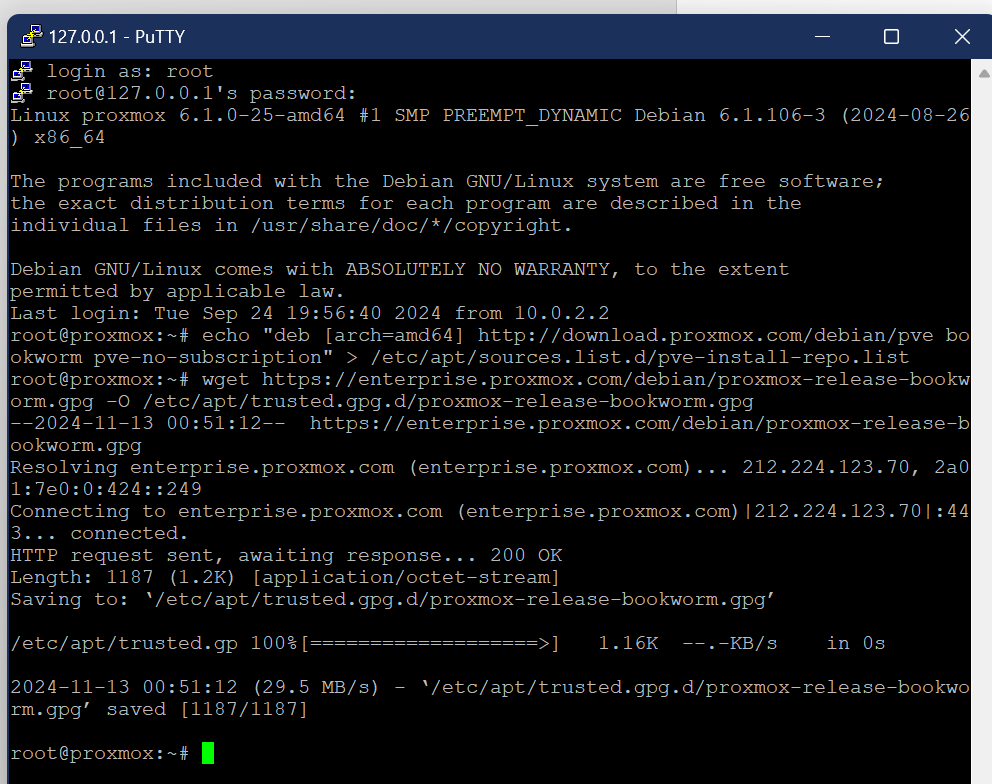 127.0.0.1 - PuTTY
login as: root
root@127.0.0.1's password:
Linux proxmox 6.1.0-25-amd64 #1 SMP PREEMPT_DYNAMIC Debian 6.1.106-3 (2024-08-26
) x86_64
The programs included with the Debian GNU/Linux system are free software;
the exact distribution terms for each program are described in the
individual files in /usr/share/doc/*/copyright.
Debian GNU/Linux comes with ABSOLUTELY NO WARRANTY, to the extent
permitted by applicable law.
Last login: Tue Sep 24 19:56:40 2024 from 10.0.2.2
root@proxmox:~# echo "deb [arch=amd64] http://download.proxmox.com/debian/pve bo
okworm pve-no-subscription" > /etc/apt/sources.list.d/pve-install-repo.list
root@proxmox:~# wget https://enterprise.proxmox.com/debian/proxmox-release-bookw
orm.gpg -O /etc/apt/trusted.gpg.d/proxmox-release-bookworm.gpg
--2024-11-13 00:51:12--  https://enterprise.proxmox.com/debian/proxmox-release-b
ookworm.gpg
Resolving enterprise.proxmox.com (enterprise.proxmox.com)... 212.224.123.70, 2a0
1:7e0:0:424::249
Connecting to enterprise.proxmox.com (enterprise.proxmox.com)|212.224.123.70|:44
3... connected.
HTTP request sent, awaiting response... 200 OK
Length: 1187 (1.2K) [application/octet-stream]
Saving to: ‘/etc/apt/trusted.gpg.d/proxmox-release-bookworm.gpg’
/etc/apt/trusted.gp 100%[===================>]   1.16K  --.-KB/s    in 0s
2024-11-13 00:51:12 (29.5 MB/s) - ‘/etc/apt/trusted.gpg.d/proxmox-release-bookwo
rm.gpg’ saved [1187/1187]
root@proxmox:~#